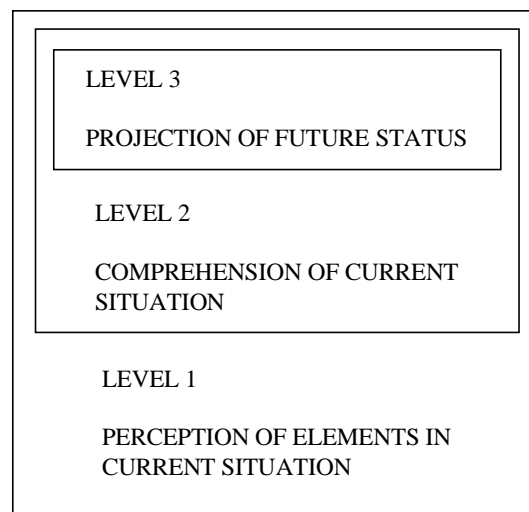 LEVEL 3
PROJECTION OF FUTURE STATUS
LEVEL 2
COMPREHENSION OF CURRENT
SITUATION
LEVEL 1
PERCEPTION OF ELEMENTS IN
CURRENT SITUATION